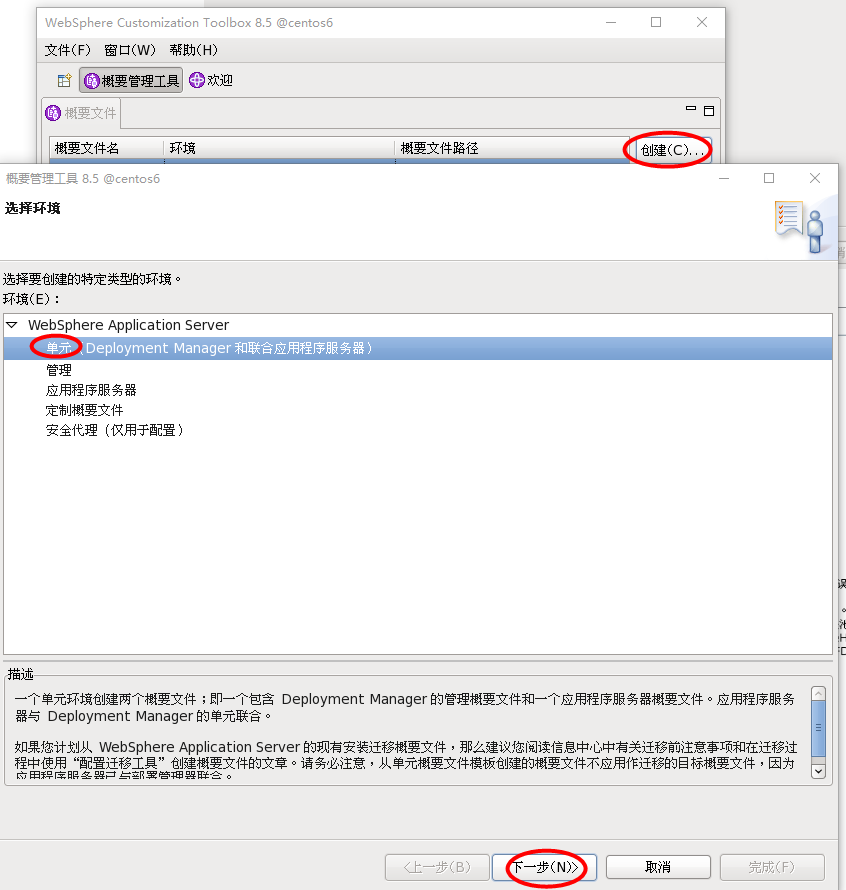 WebSphere Customization Toolbox 8.5 @centos6
文件(F) 窗口(W) 帮助(H)
概要管理工具 欢迎
概要文件
概要文件名 环境 概要文件路径 创建(C)...
概要管理工具 8.5 @centos6
选择环境
选择要创建的特定类型的环境。
环境(E)：
WebSphere Application Server
单元（Deployment Manager 和联合应用程序服务器）
管理
应用程序服务器
定制概要文件
安全代理（仅用于配置）
描述
一个单元环境创建两个概要文件；即一个包含 Deployment Manager 的管理概要文件和一个应用程序服务器概要文件。应用程序服务
器与 Deployment Manager 的单元联合。
如果您计划从 WebSphere Application Server 的现有安装迁移概要文件，那么建议您阅读信息中心中有关迁移前注意事项和在迁移过
程中使用“配置迁移工具”创建概要文件的文章。请务必注意，从单元概要文件模板创建的概要文件不应用作迁移的目标概要文件，因为
应用程序服务器已与部署管理器联合。
<上一步(B) 下一步(N)> 取消 完成(F)